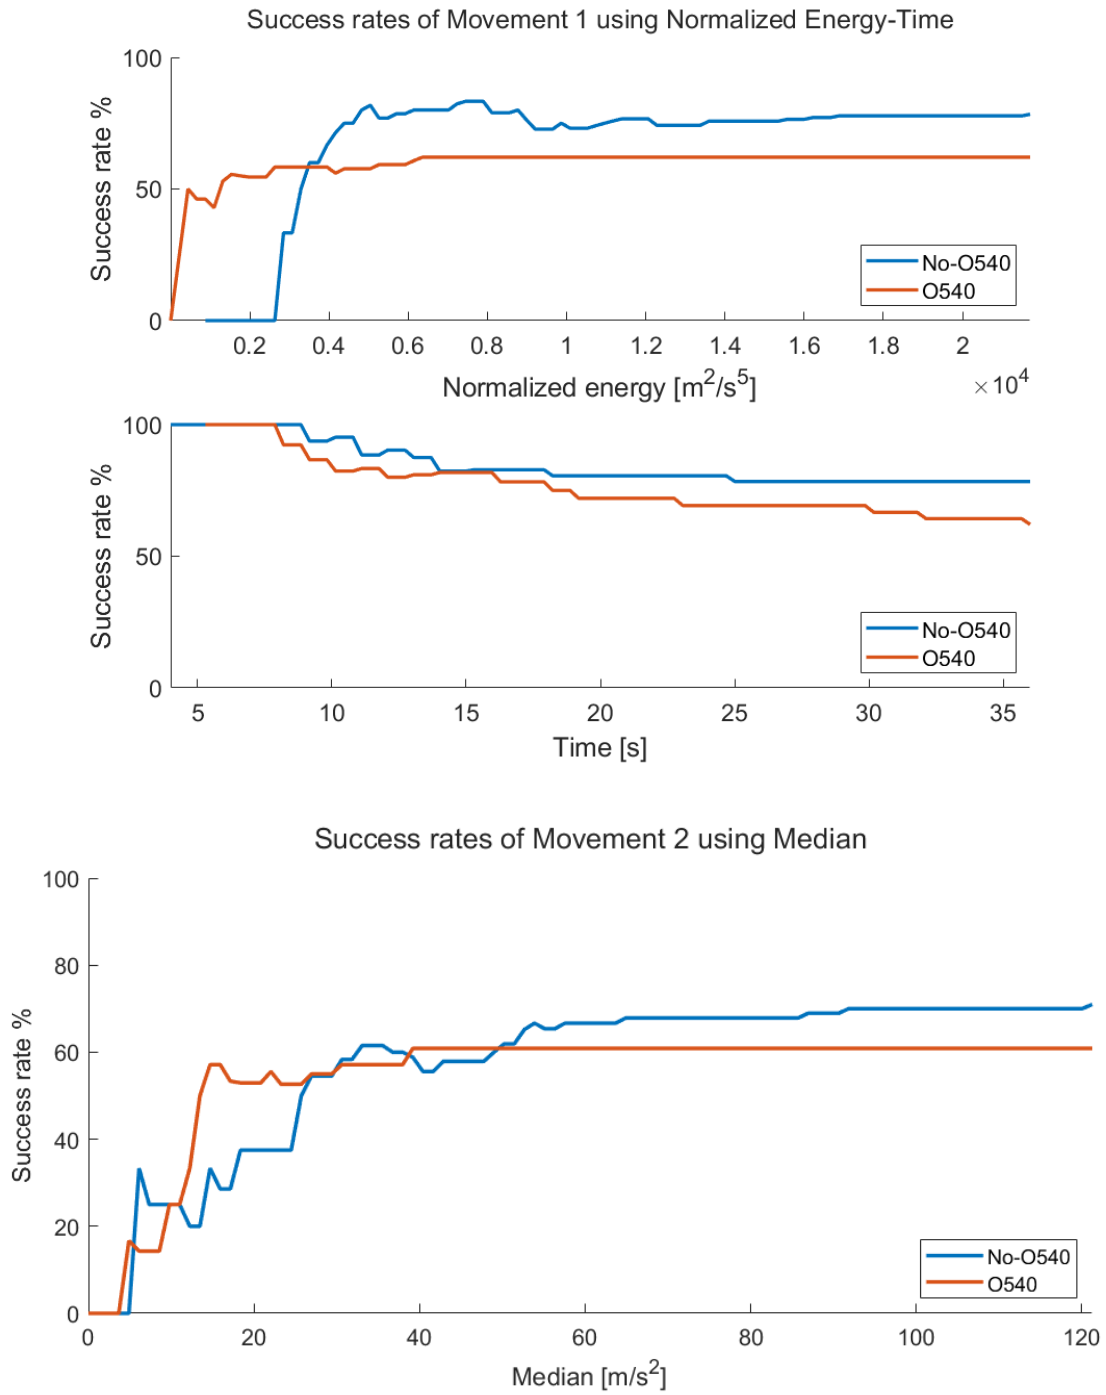 Success rates of Movement 1 using Normalized Energy-Time
100
50
0
Success rate %
No-O540
O540
0.2 0.4 0.6 0.8 1 1.2 1.4 1.6 1.8 2
×10⁴
Normalized energy [m²/s⁵]
100
50
0
Success rate %
No-O540
O540
5 10 15 20 25 30 35
Time [s]
Success rates of Movement 2 using Median
100
80
60
40
20
0
Success rate %
No-O540
O540
0 20 40 60 80 100 120
Median [m/s²]